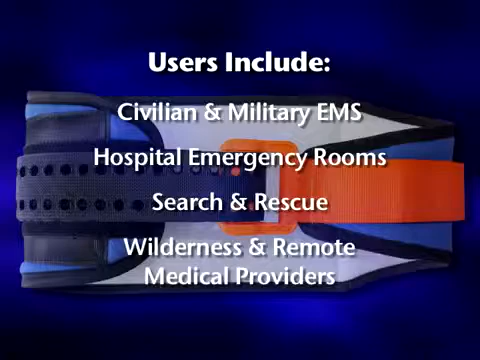 Users Include:
Civilian & Military EMS
Hospital Emergency Rooms
Search & Rescue
Wilderness & Remote
Medical Providers